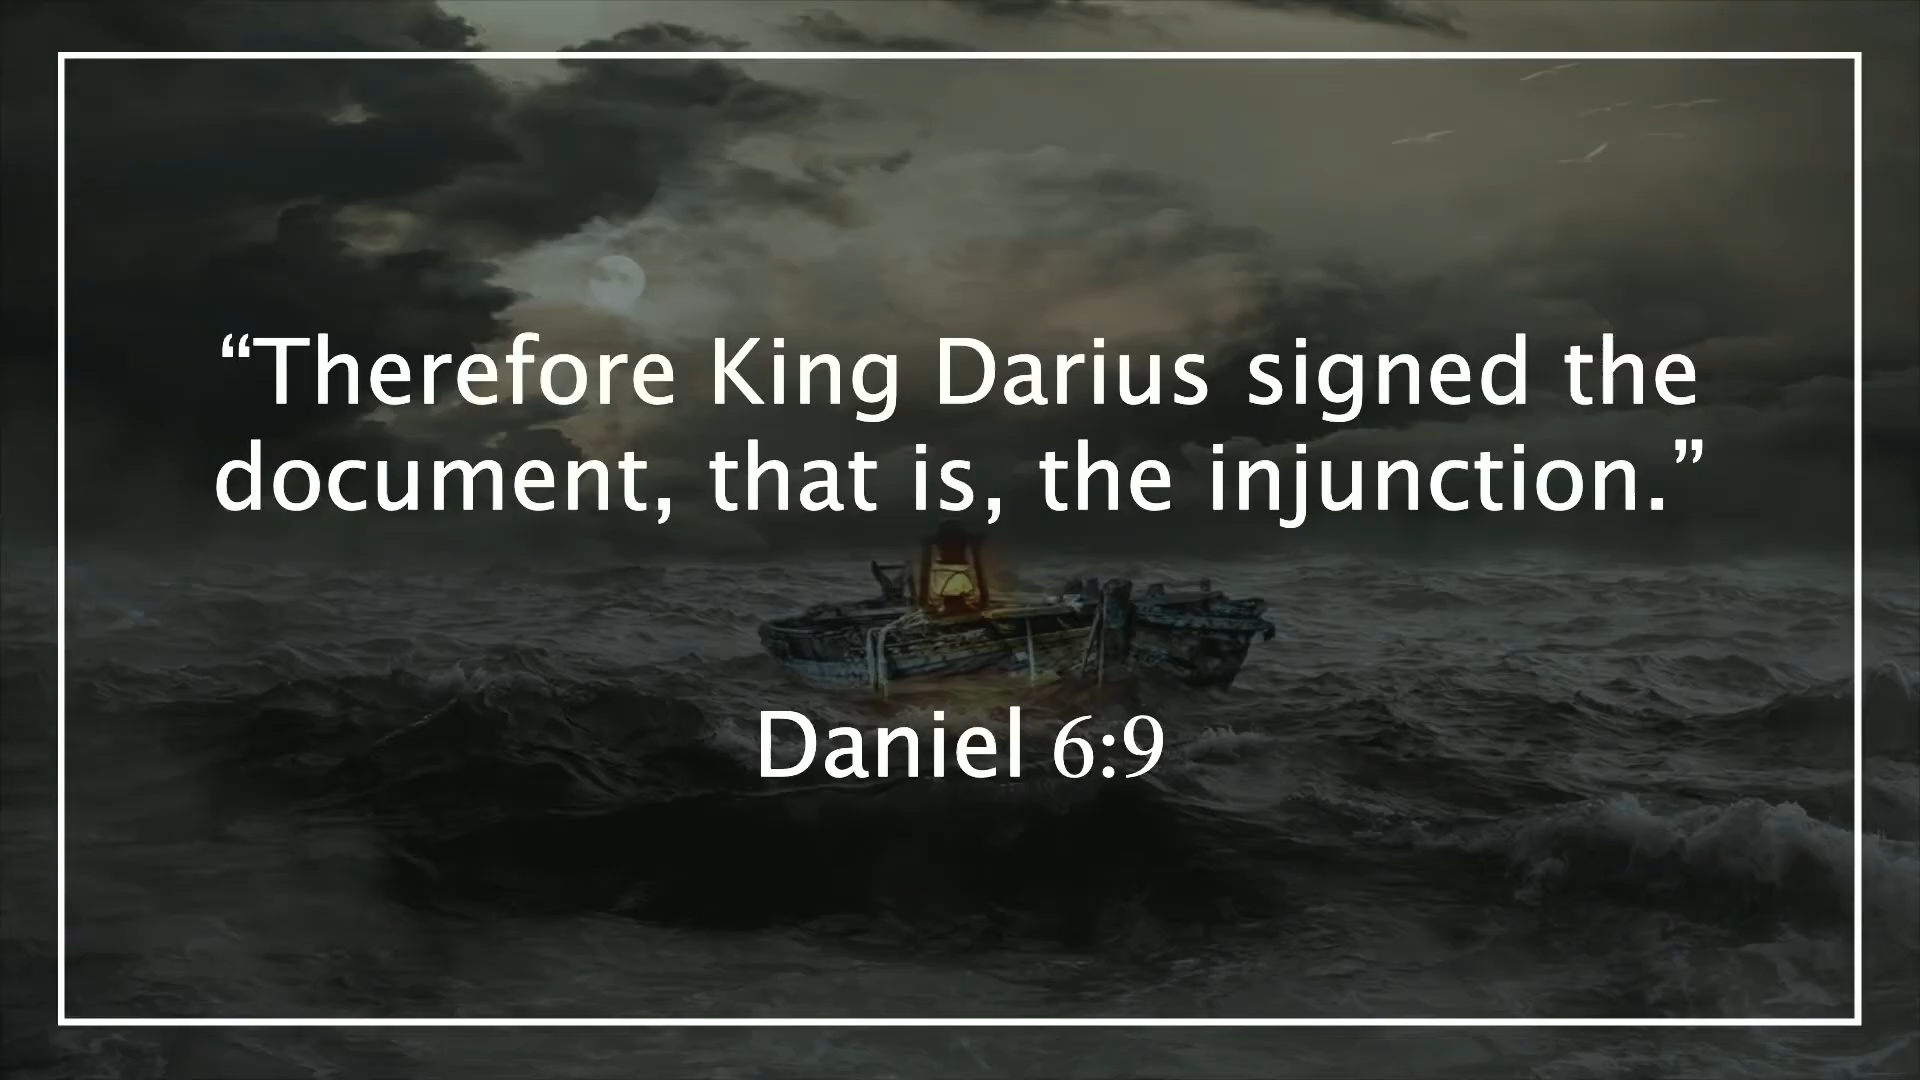 “Therefore King Darius signed the
document, that is, the injunction.”
Daniel 6:9